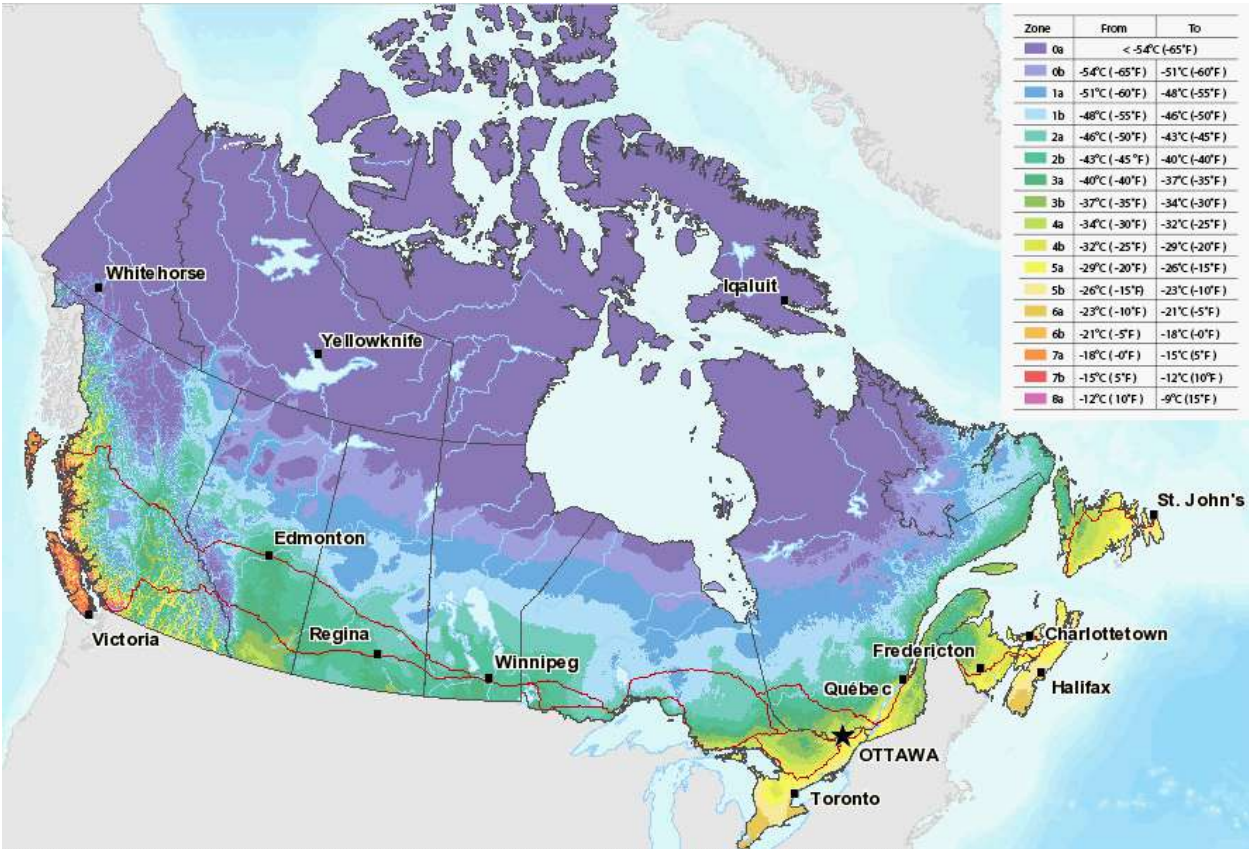 Zone From To
0a < -54°C (-65°F)
0b -54°C (-65°F) -51°C (-60°F)
1a -51°C (-60°F) -48°C (-55°F)
1b -48°C (-55°F) -46°C (-50°F)
2a -46°C (-50°F) -43°C (-45°F)
2b -43°C (-45°F) -40°C (-40°F)
3a -40°C (-40°F) -37°C (-35°F)
3b -37°C (-35°F) -34°C (-30°F)
4a -34°C (-30°F) -32°C (-25°F)
4b -32°C (-25°F) -29°C (-20°F)
5a -29°C (-20°F) -26°C (-15°F)
5b -26°C (-15°F) -23°C (-10°F)
6a -23°C (-10°F) -21°C (-5°F)
6b -21°C (-5°F) -18°C (-0°F)
7a -18°C (-0°F) -15°C (5°F)
7b -15°C (5°F) -12°C (10°F)
8a -12°C (10°F) -9°C (15°F)
Whitehorse
Iqaluit
Yellowknife
St. John's
Edmonton
Victoria
Regina
Winnipeg
Charlottetown
Fredericton
Québec
Halifax
OTTAWA
Toronto